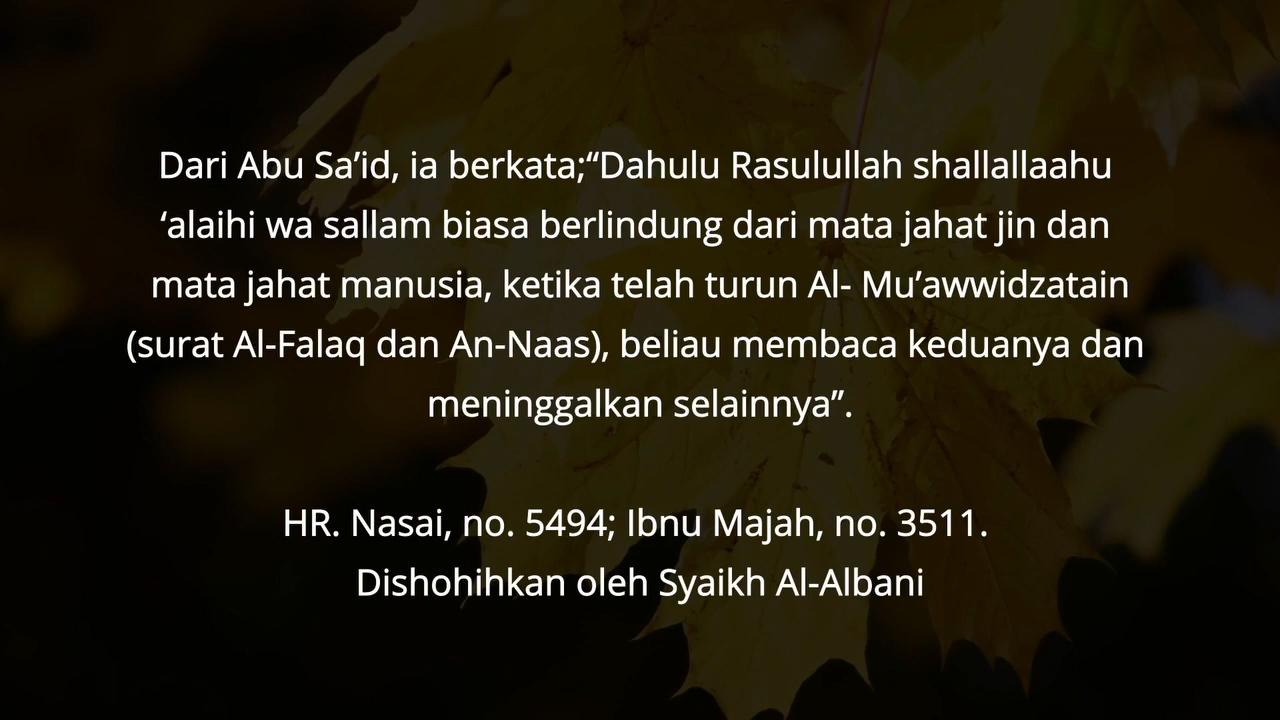 Dari Abu Sa’id, ia berkata;“Dahulu Rasulullah shallallaahu
‘alaihi wa sallam biasa berlindung dari mata jahat jin dan
mata jahat manusia, ketika telah turun Al- Mu’awwidzatain
(surat Al-Falaq dan An-Naas), beliau membaca keduanya dan
meninggalkan selainnya”.
HR. Nasai, no. 5494; Ibnu Majah, no. 3511.
Dishohihkan oleh Syaikh Al-Albani